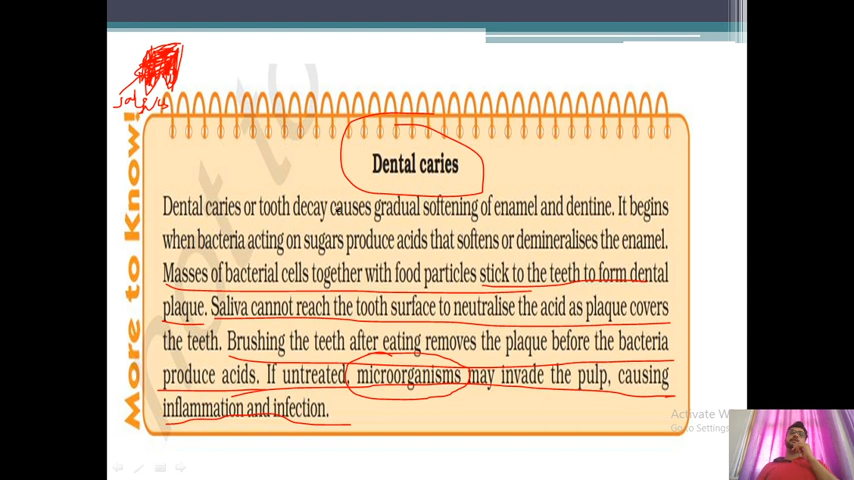 Dental caries
Dental caries or tooth decay causes gradual softening of enamel and dentine. It begins
when bacteria acting on sugars produce acids that softens or demineralises the enamel.
Masses of bacterial cells together with food particles stick to the teeth to form dental
plaque. Saliva cannot reach the tooth surface to neutralise the acid as plaque covers
the teeth. Brushing the teeth after eating removes the plaque before the bacteria
produce acids. If untreated, microorganisms may invade the pulp, causing
inflammation and infection.
More to Know!
not to
Activate W
Go to Settings